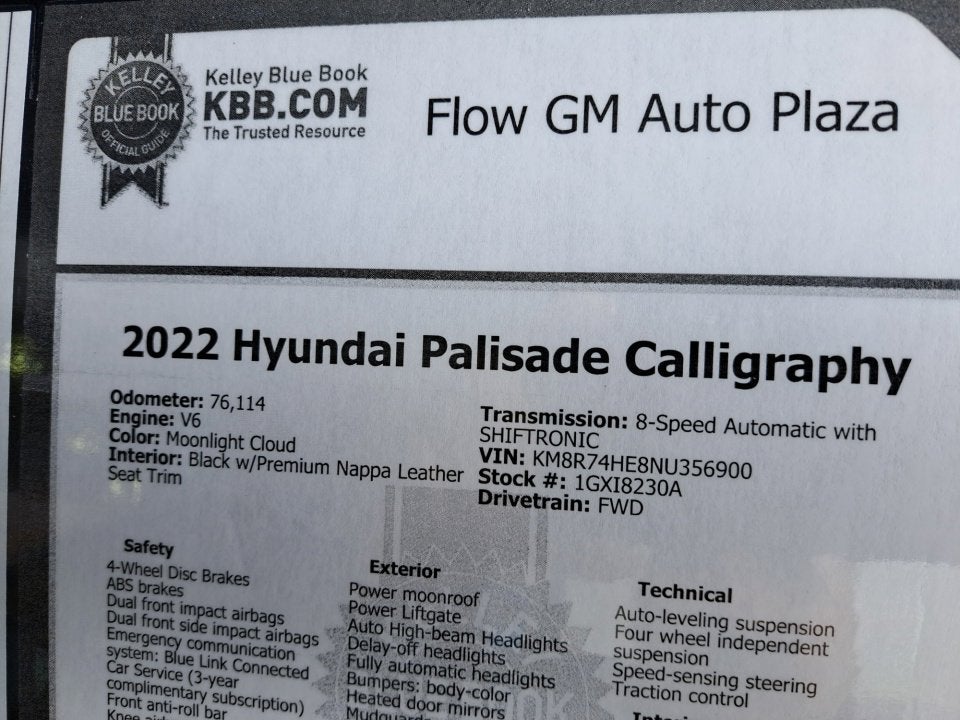 KELLEY
BLUE BOOK
OFFICIAL GUIDE
Kelley Blue Book
KBB.COM
The Trusted Resource
Flow GM Auto Plaza
2022 Hyundai Palisade Calligraphy
Odometer: 76,114
Engine: V6
Color: Moonlight Cloud
Interior: Black w/Premium Nappa Leather
Seat Trim
Transmission: 8-Speed Automatic with
SHIFTRONIC
VIN: KM8R74HE8NU356900
Stock #: 1GXI8230A
Drivetrain: FWD
Safety
4-Wheel Disc Brakes
ABS brakes
Dual front impact airbags
Dual front side impact airbags
Emergency communication
system: Blue Link Connected
Car Service (3-year
complimentary subscription)
Front anti-roll bar
Exterior
Power moonroof
Power Liftgate
Auto High-beam Headlights
Delay-off headlights
Fully automatic headlights
Bumpers: body-color
Heated door mirrors
Technical
Auto-leveling suspension
Four wheel independent
suspension
Speed-sensing steering
Traction control